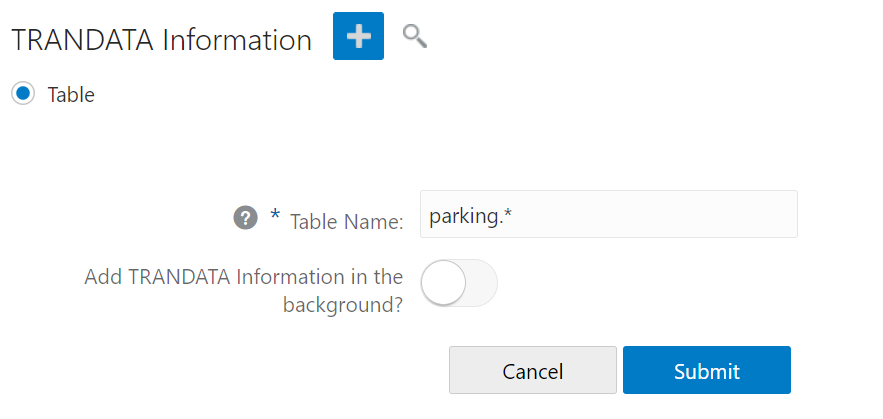 TRANDATA Information
Table
? * Table Name: parking.*
Add TRANDATA Information in the
background?
Cancel Submit